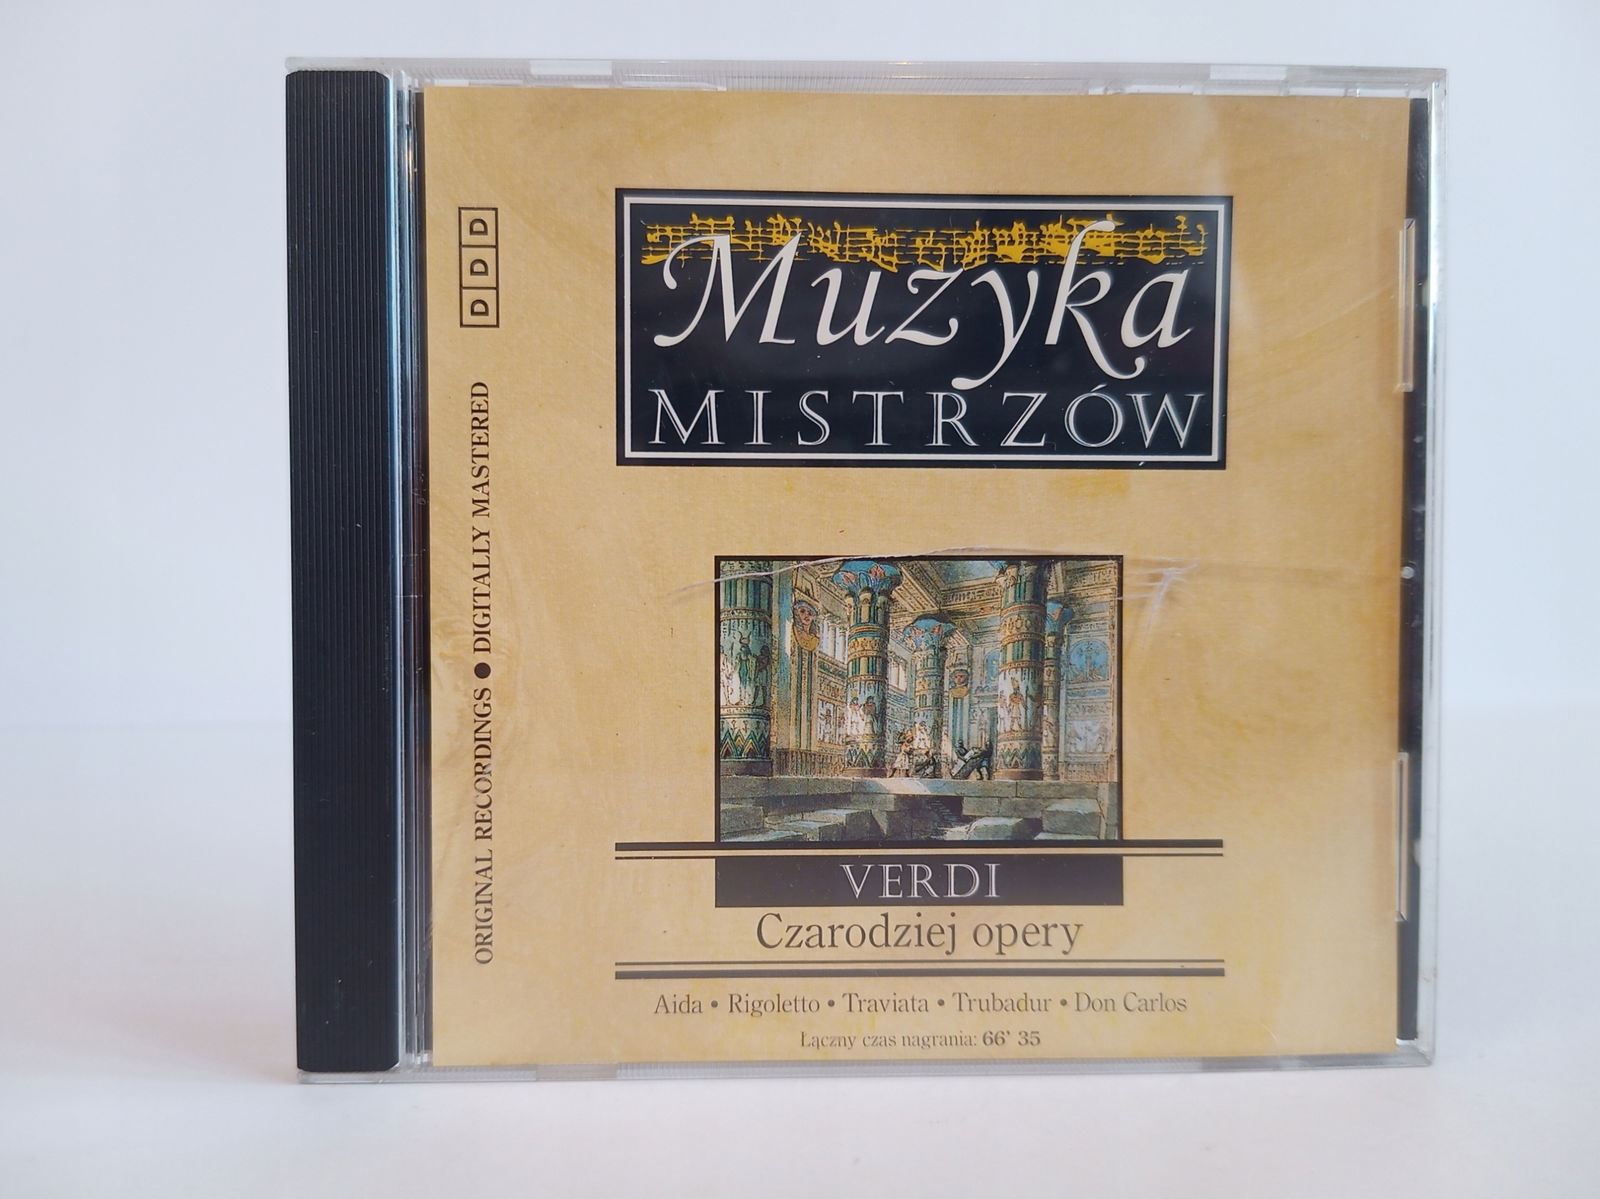 Muzyka
MISTRZÓW
DDD
ORIGINAL RECORDINGS ● DIGITALLY MASTERED
VERDI
Czarodziej opery
Aida • Rigoletto • Traviata • Trubadur • Don Carlos
Łączny czas nagrania: 66' 35